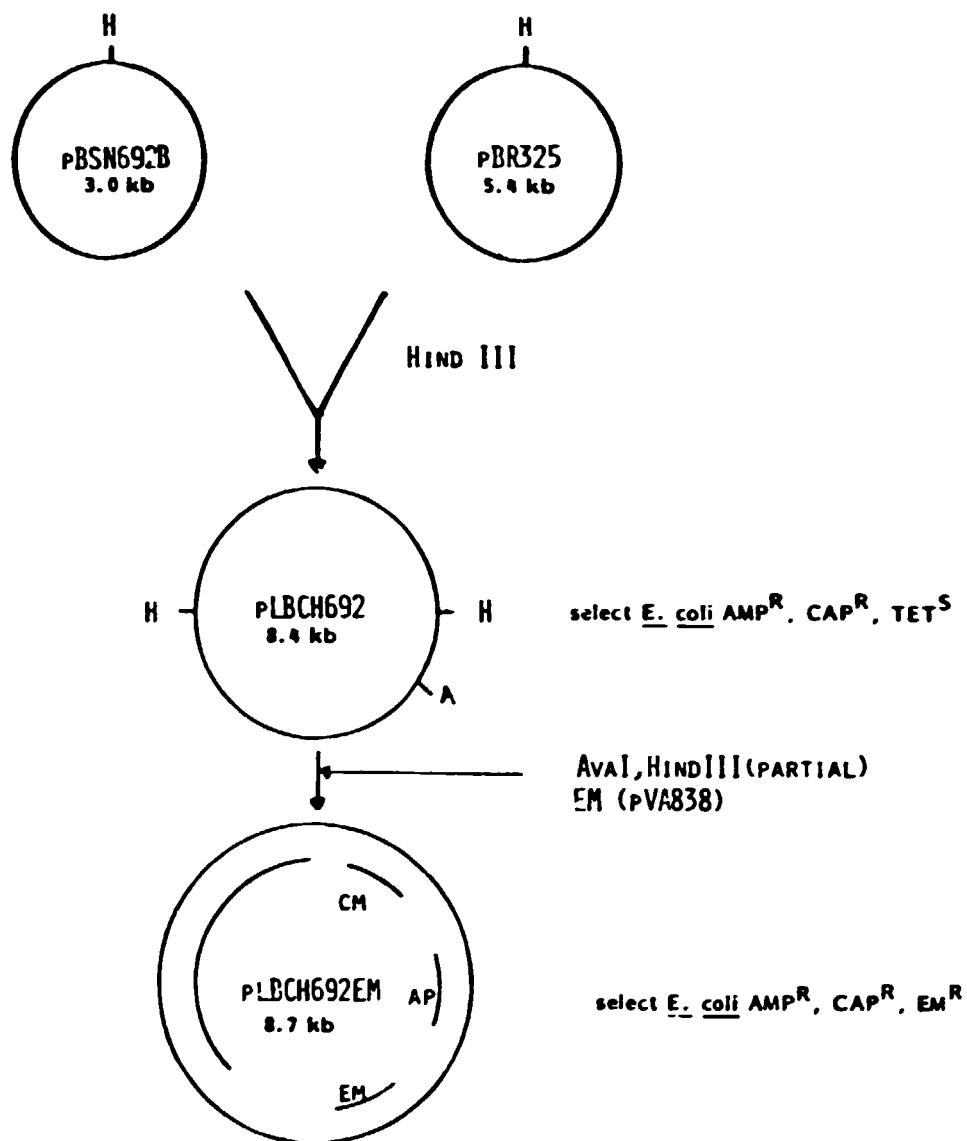 H
H
pBSN692B
3.0 kb
pBR325
5.4 kb
HIND III
H
pLBCH692
8.4 kb
H
A
select E. coli AMP^R, CAP^R, TET^S
AVAI, HINDIII(PARTIAL)
EM (pVA838)
CM
pLBCH692EM
8.7 kb
AP
EM
select E. coli AMP^R, CAP^R, EM^R